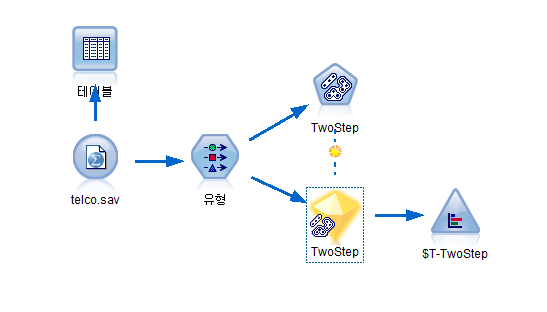 테이블
TwoStep
telco.sav
유형
TwoStep
$T-TwoStep